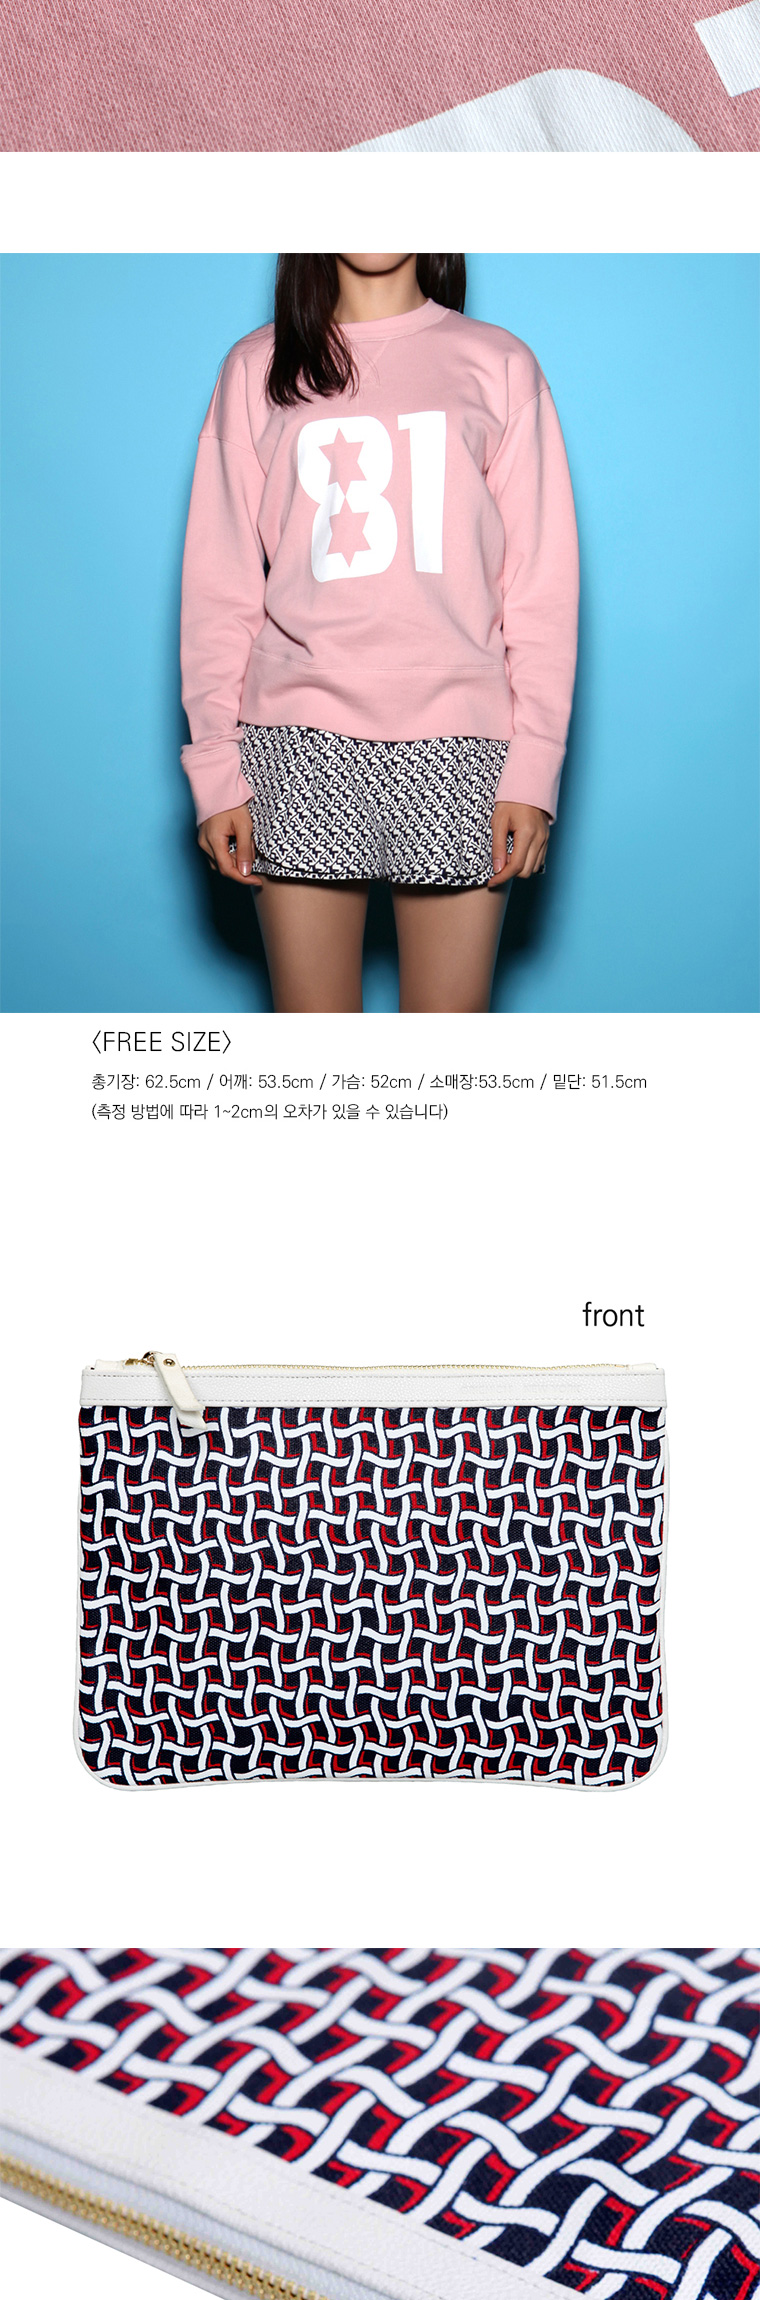 81
〈FREE SIZE〉
총기장: 62.5cm / 어깨: 53.5cm / 가슴: 52cm / 소매장:53.5cm / 밑단: 51.5cm
(측정 방법에 따라 1~2cm의 오차가 있을 수 있습니다)
front